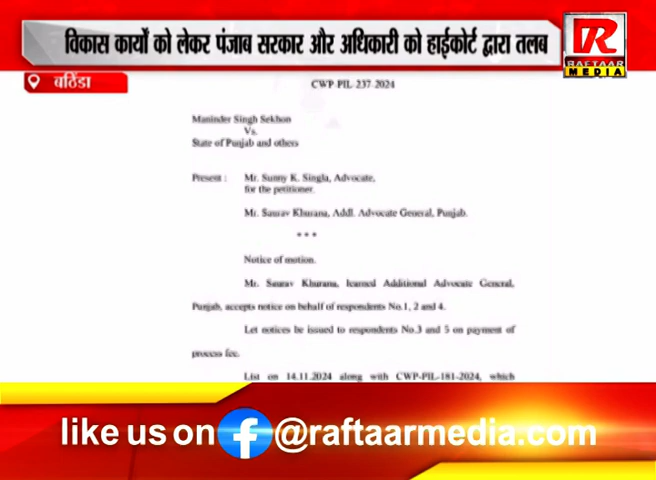 विकास कार्यों को लेकर पंजाब सरकार और अधिकारी को हाईकोर्ट द्वारा तलब
R
RAFTAAR
MEDIA
बठिंडा
CWP-PIL-237-2024
Maninder Singh Sekhon
Vs.
State of Punjab and others
Present : Mr. Sunny K. Singla, Advocate,
for the petitioner.
Mr. Saurav Khurana, Addl. Advocate General, Punjab.
***
Notice of motion.
Mr. Saurav Khurana, learned Additional Advocate General,
Punjab, accepts notice on behalf of respondents No.1, 2 and 4.
Let notices be issued to respondents No.3 and 5 on payment of
process fee.
List on 14.11.2024 along with CWP-PIL-181-2024, which
like us on f @raftaarmedia.com